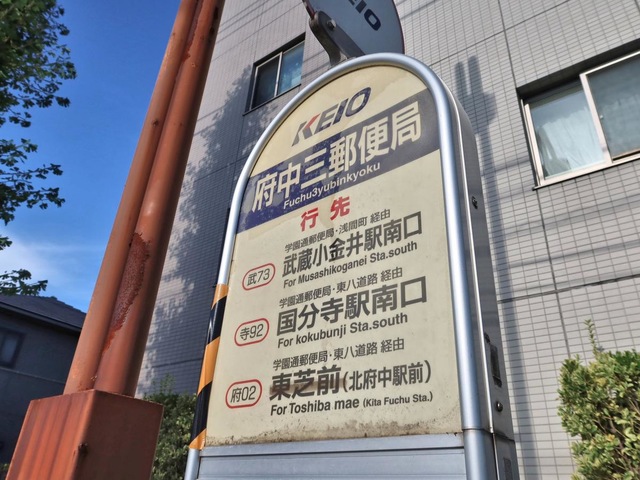 KEIO
KEIO
府中三郵便局
Fuchu3yubinkyoku
行先
学園通郵便局・浅間町 経由
武73 武蔵小金井駅南口
For Musashikoganei Sta.south
学園通郵便局・東八道路 経由
寺92 国分寺駅南口
For kokubunji Sta.south
学園通郵便局・東八道路 経由
府02 東芝前(北府中駅前)
For Toshiba mae (Kita Fuchu Sta.)